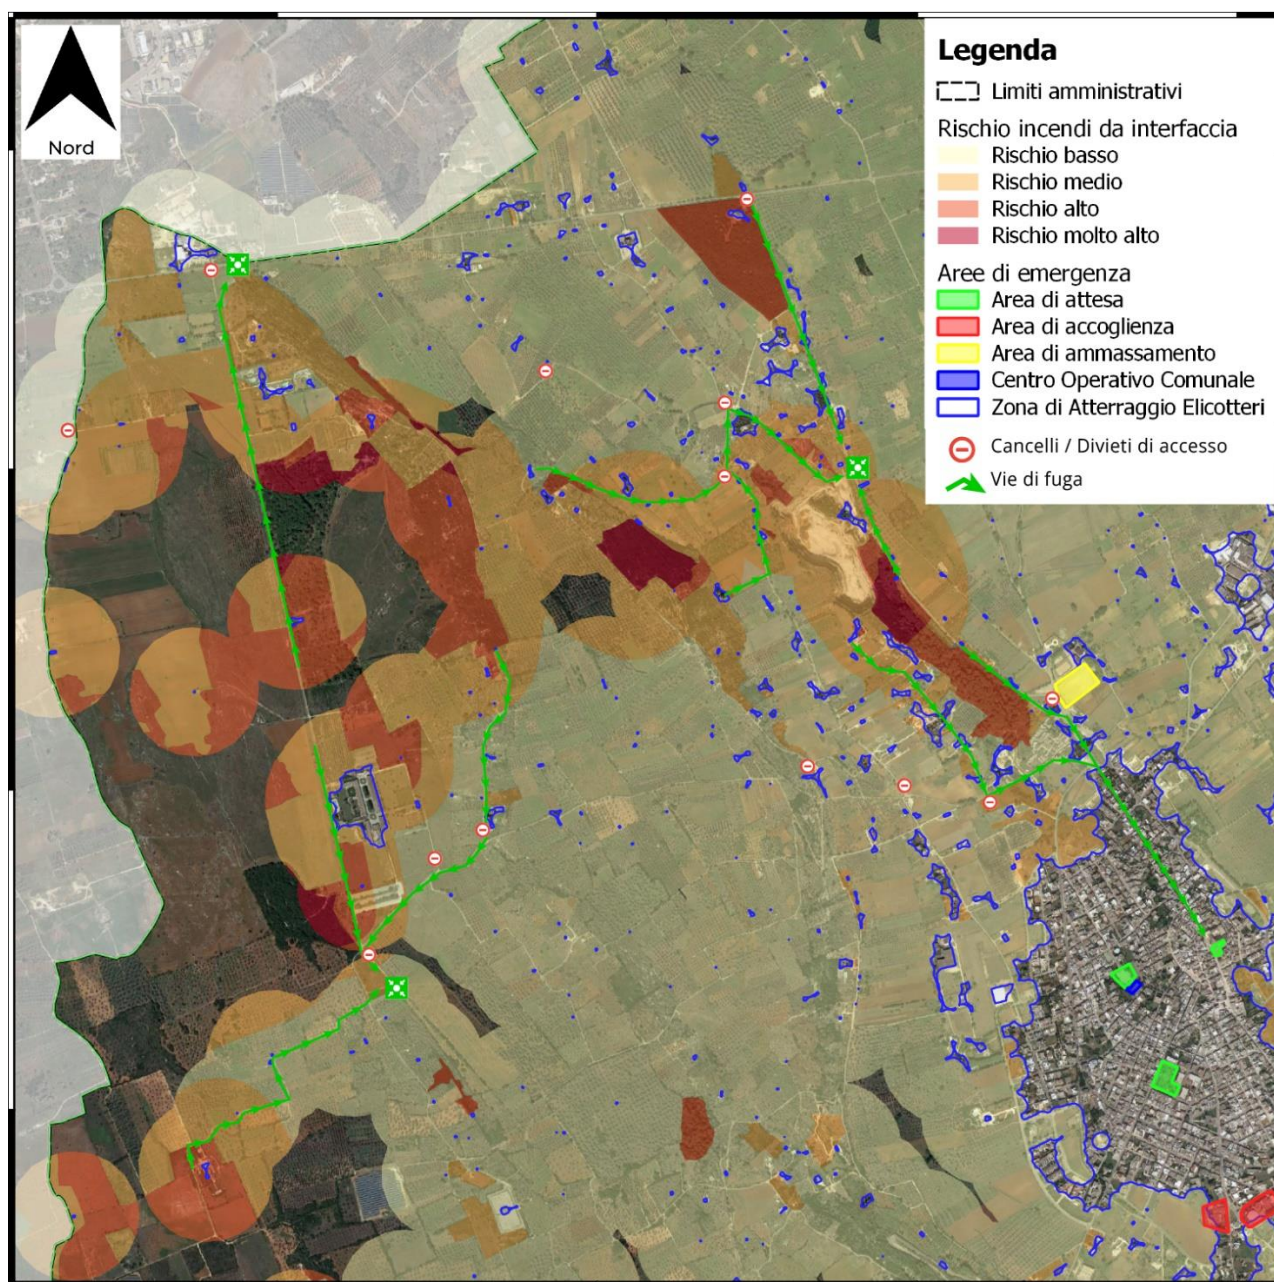 Nord
Legenda
Limiti amministrativi
Rischio incendi da interfaccia
Rischio basso
Rischio medio
Rischio alto
Rischio molto alto
Aree di emergenza
Area di attesa
Area di accoglienza
Area di ammassamento
Centro Operativo Comunale
Zona di Atterraggio Elicotteri
Cancelli / Divieti di accesso
Vie di fuga